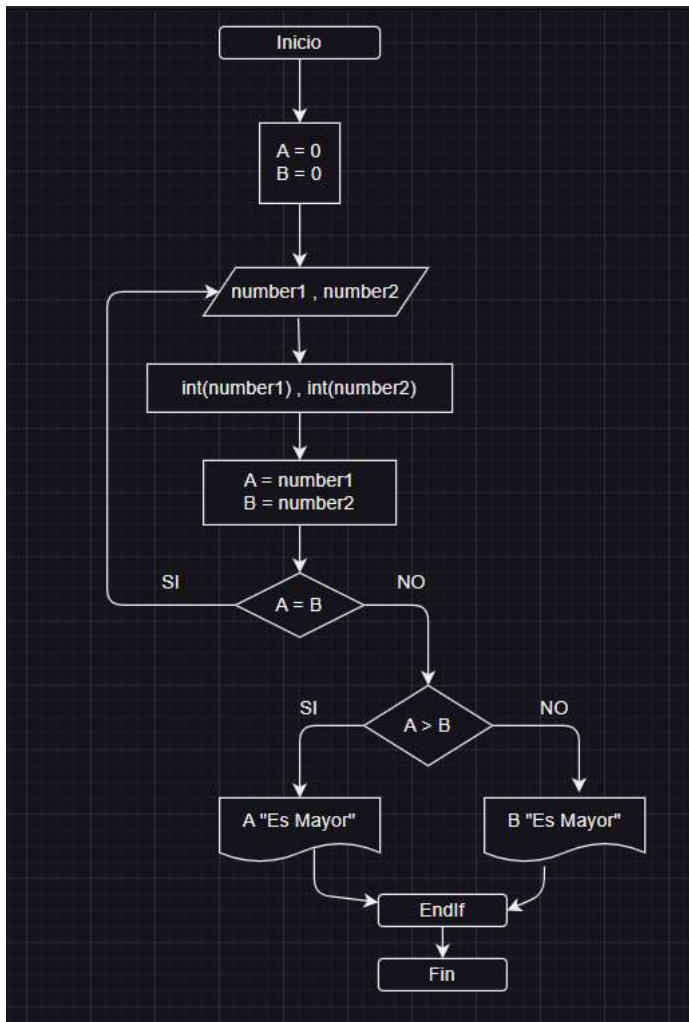 Inicio
A = 0
B = 0
number1 , number2
int(number1) , int(number2)
A = number1
B = number2
SI
NO
A = B
SI
NO
A > B
A "Es Mayor"
B "Es Mayor"
EndIf
Fin